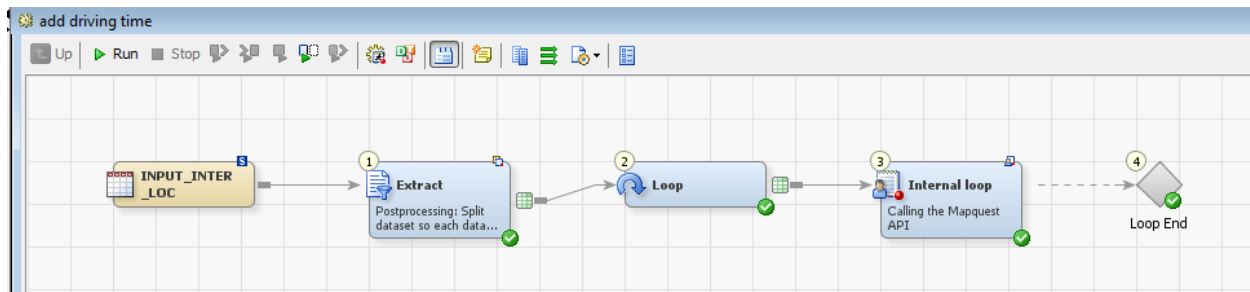 add driving time
Up Run Stop
INPUT_INTER
_LOC
1
Extract
Postprocessing: Split
dataset so each data...
2
Loop
3
Internal loop
Calling the Mapquest
API
4
Loop End
S